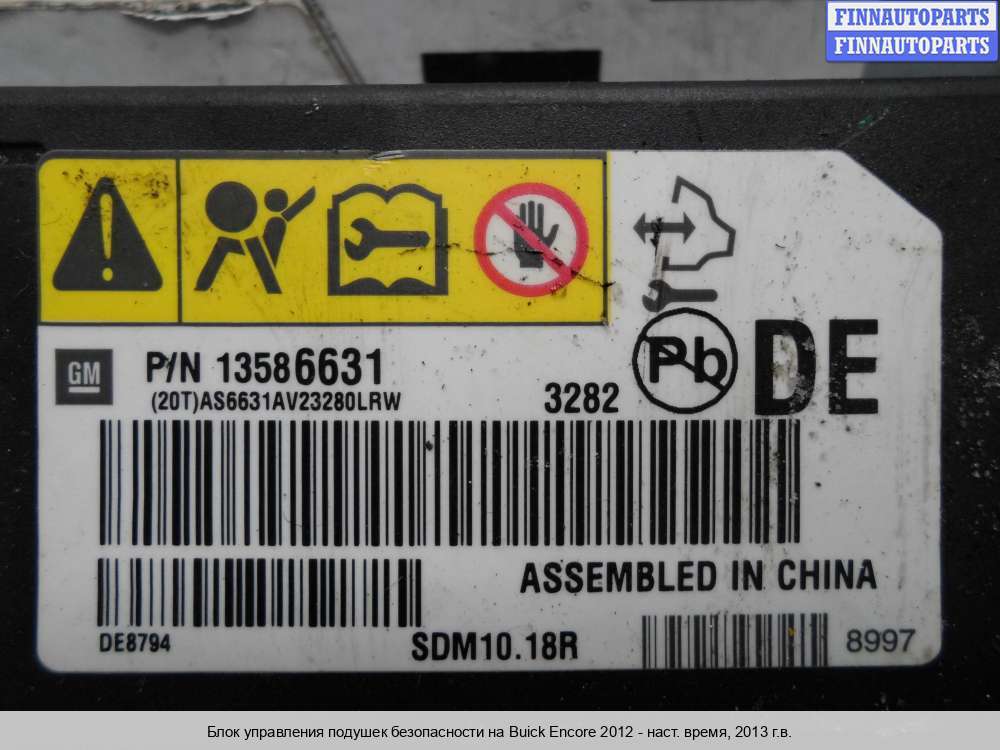 FINNAUTOPARTS
FINNAUTOPARTS
GM
P/N 13586631
(20T)AS6631AV23280LRW
3282
Pb
DE
ASSEMBLED IN CHINA
DE8794
SDM10.18R
8997
Блок управления подушек безопасности на Buick Encore 2012 - наст. время, 2013 г.в.